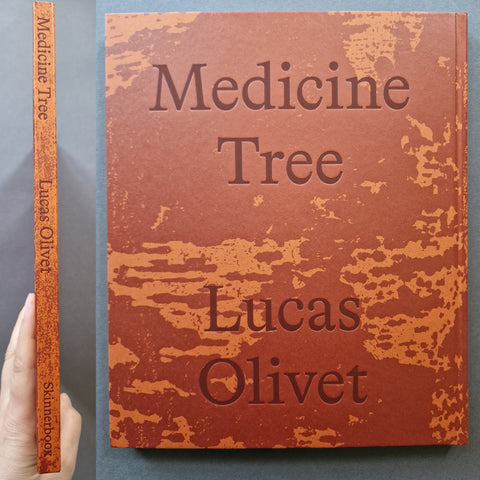 Medicine Tree Lucas Olivet Skinnerboox
Medicine
Tree
Lucas
Olivet